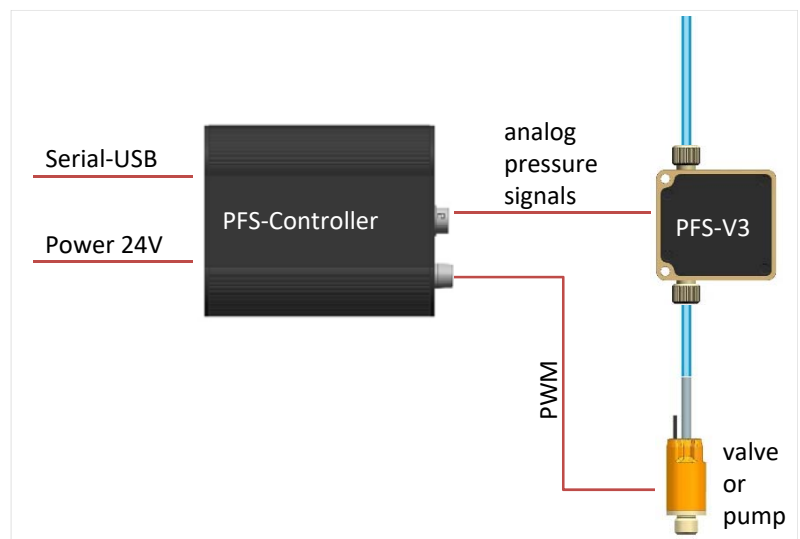 Serial-USB
Power 24V
PFS-Controller
analog
pressure
signals
PFS-V3
PWM
valve
or
pump